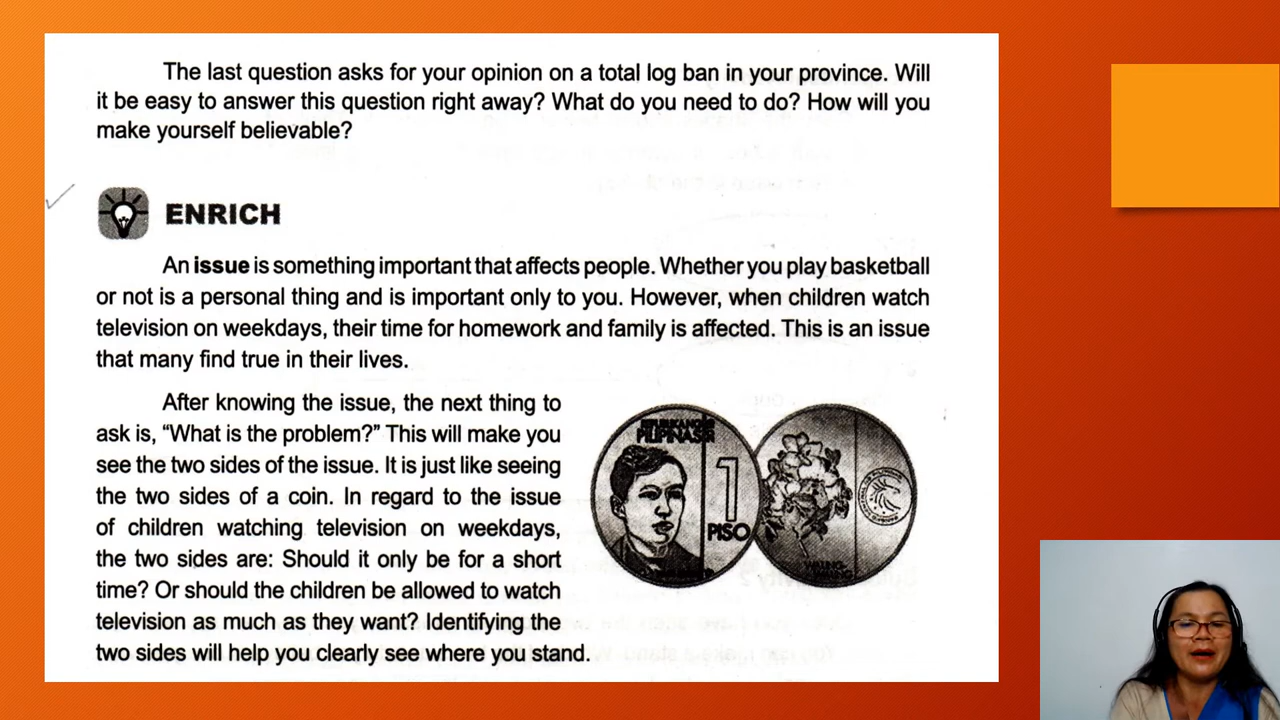 The last question asks for your opinion on a total log ban in your province. Will
it be easy to answer this question right away? What do you need to do? How will you
make yourself believable?
ENRICH
An issue is something important that affects people. Whether you play basketball
or not is a personal thing and is important only to you. However, when children watch
television on weekdays, their time for homework and family is affected. This is an issue
that many find true in their lives.
After knowing the issue, the next thing to
ask is, “What is the problem?” This will make you
see the two sides of the issue. It is just like seeing
the two sides of a coin. In regard to the issue
of children watching television on weekdays,
the two sides are: Should it only be for a short
time? Or should the children be allowed to watch
television as much as they want? Identifying the
two sides will help you clearly see where you stand.
PILIPINAS
1
PISO